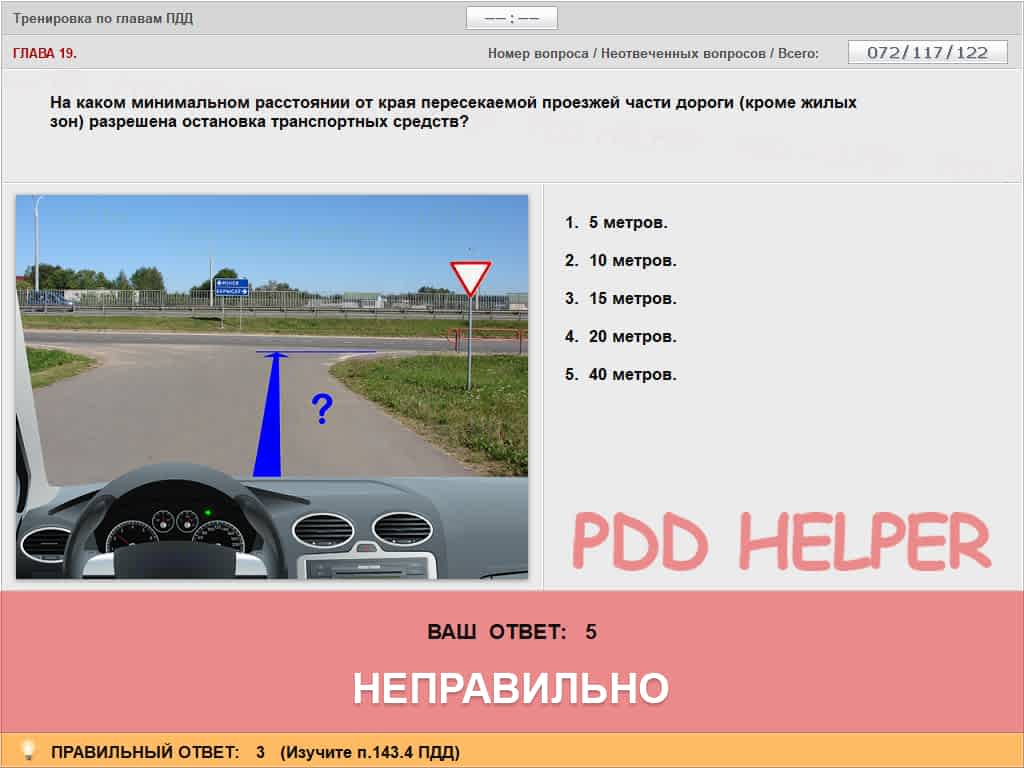 Тренировка по главам ПДД
—— : ——
ГЛАВА 19.
Номер вопроса / Неотвеченных вопросов / Всего: 072/117/122
На каком минимальном расстоянии от края пересекаемой проезжей части дороги (кроме жилых
зон) разрешена остановка транспортных средств?
1. 5 метров.
2. 10 метров.
3. 15 метров.
4. 20 метров.
5. 40 метров.
?
PDD HELPER
ВАШ ОТВЕТ: 5
НЕПРАВИЛЬНО
ПРАВИЛЬНЫЙ ОТВЕТ: 3 (Изучите п.143.4 ПДД)